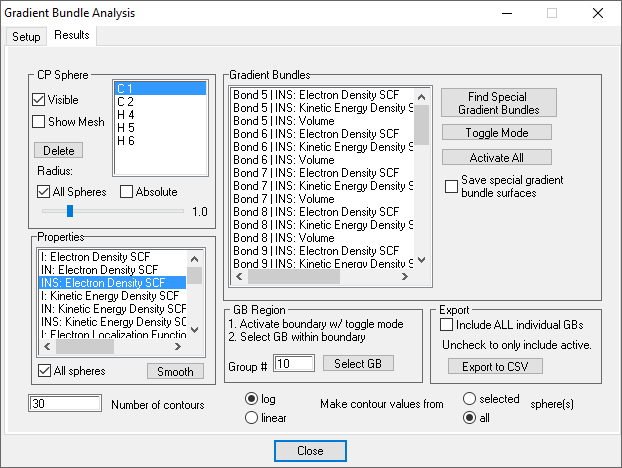 Gradient Bundle Analysis
Setup
Results
CP Sphere
Visible
Show Mesh
Delete
C 1
C 2
H 4
H 5
H 6
Radius:
All Spheres
Absolute
1.0
Properties
I: Electron Density SCF
IN: Electron Density SCF
INS: Electron Density SCF
I: Kinetic Energy Density SCF
IN: Kinetic Energy Density SCF
INS: Kinetic Energy Density SC
I: Electron Localization Functio
All spheres
Smooth
Gradient Bundles
Bond 5 | INS: Electron Density SCF
Bond 5 | INS: Kinetic Energy Density S
Bond 5 | INS: Volume
Bond 6 | INS: Electron Density SCF
Bond 6 | INS: Kinetic Energy Density S
Bond 6 | INS: Volume
Bond 7 | INS: Electron Density SCF
Bond 7 | INS: Kinetic Energy Density S
Bond 7 | INS: Volume
Bond 8 | INS: Electron Density SCF
Bond 8 | INS: Kinetic Energy Density S
Bond 8 | INS: Volume
Bond 9 | INS: Electron Density SCF
Bond 9 | INS: Kinetic Energy Density S
Find Special
Gradient Bundles
Toggle Mode
Activate All
Save special gradient
bundle surfaces
GB Region
1. Activate boundary w/ toggle mode
2. Select GB within boundary
Group # 10 Select GB
Export
Include ALL individual GBs
Uncheck to only include active.
Export to CSV
30 Number of contours
log
linear
Make contour values from
selected
all
sphere(s)
Close